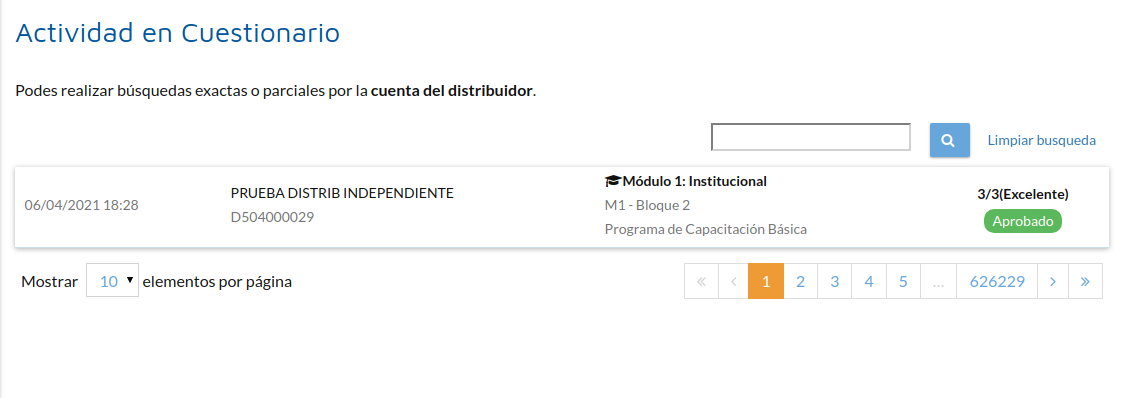 Actividad en Cuestionario
Podes realizar búsquedas exactas o parciales por la cuenta del distribuidor.
Limpiar busqueda
06/04/2021 18:28
PRUEBA DISTRIB INDEPENDIENTE
D504000029
Módulo 1: Institucional
M1 - Bloque 2
Programa de Capacitación Básica
3/3(Excelente)
Aprobado
Mostrar 10 elementos por página
« ‹ 1 2 3 4 5 ... 626229 › »